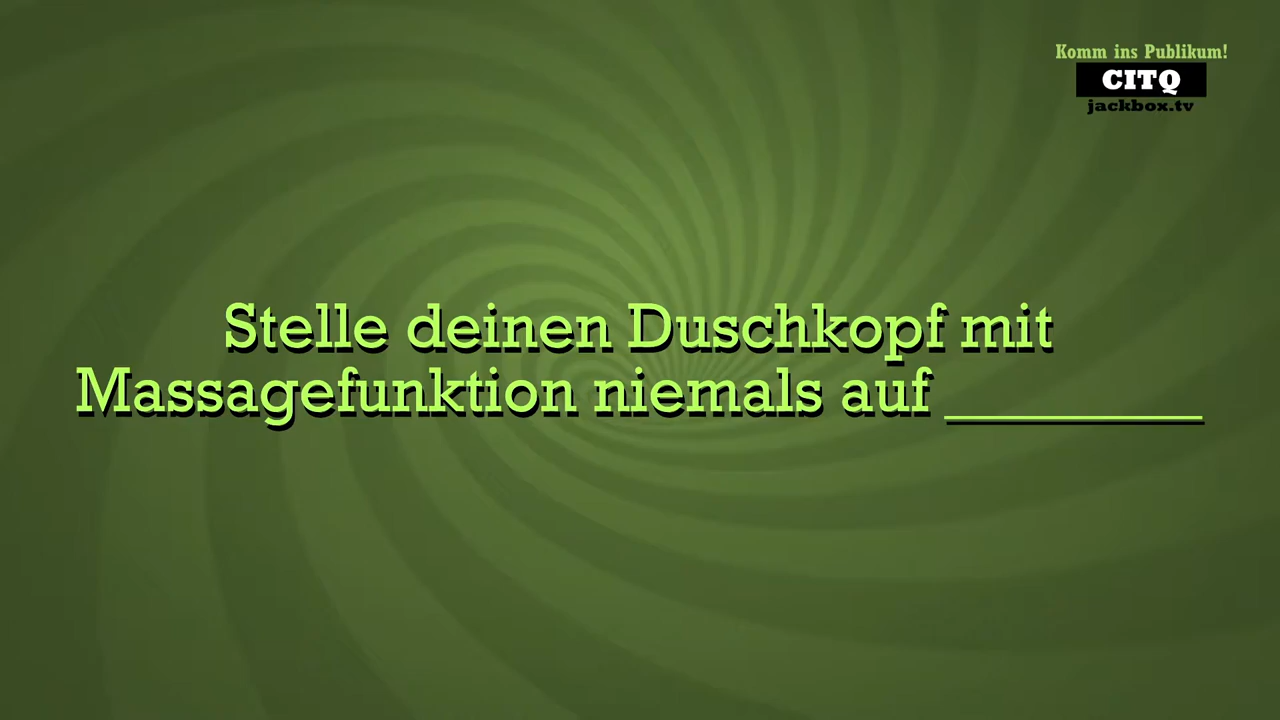 Komm ins Publikum!
CITQ
jackbox.tv
Stelle deinen Duschkopf mit
Massagefunktion niemals auf ________